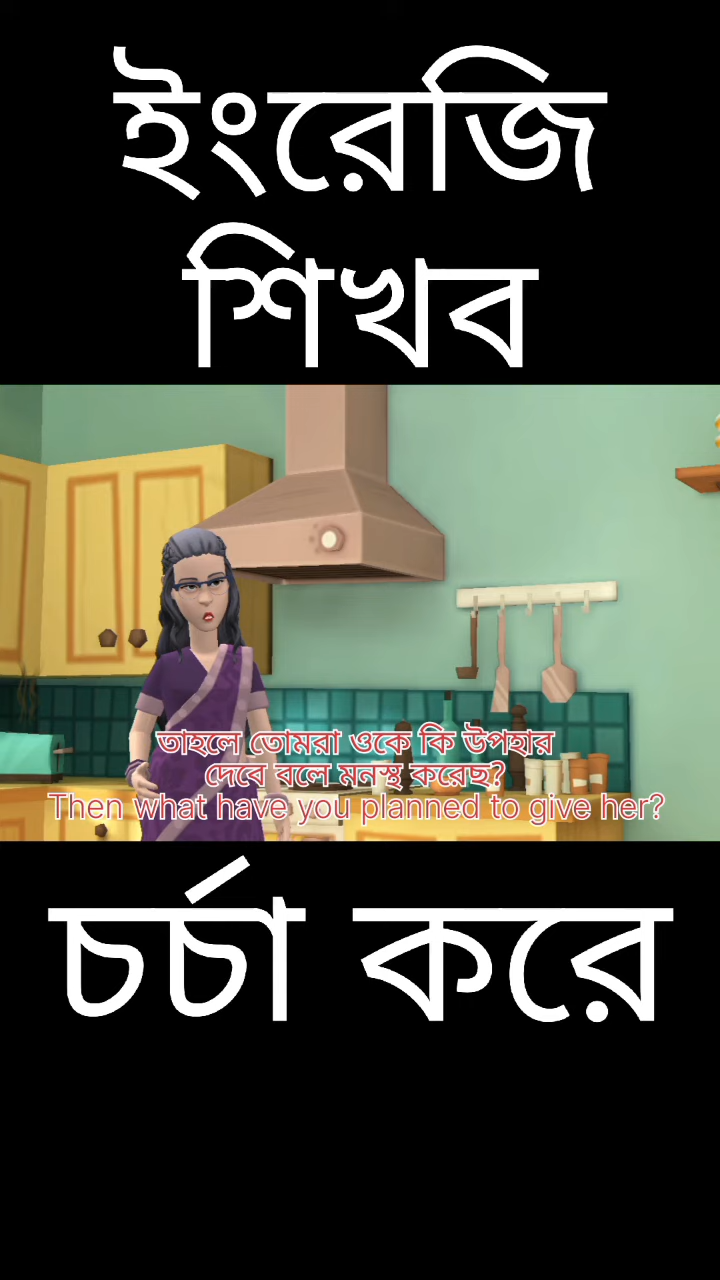 ইংরেজি
শিখব
তাহলে তোমরা ওকে কি উপহার
দেবে বলে মনস্থ করেছ?
Then what have you planned to give her?
চর্চা করে